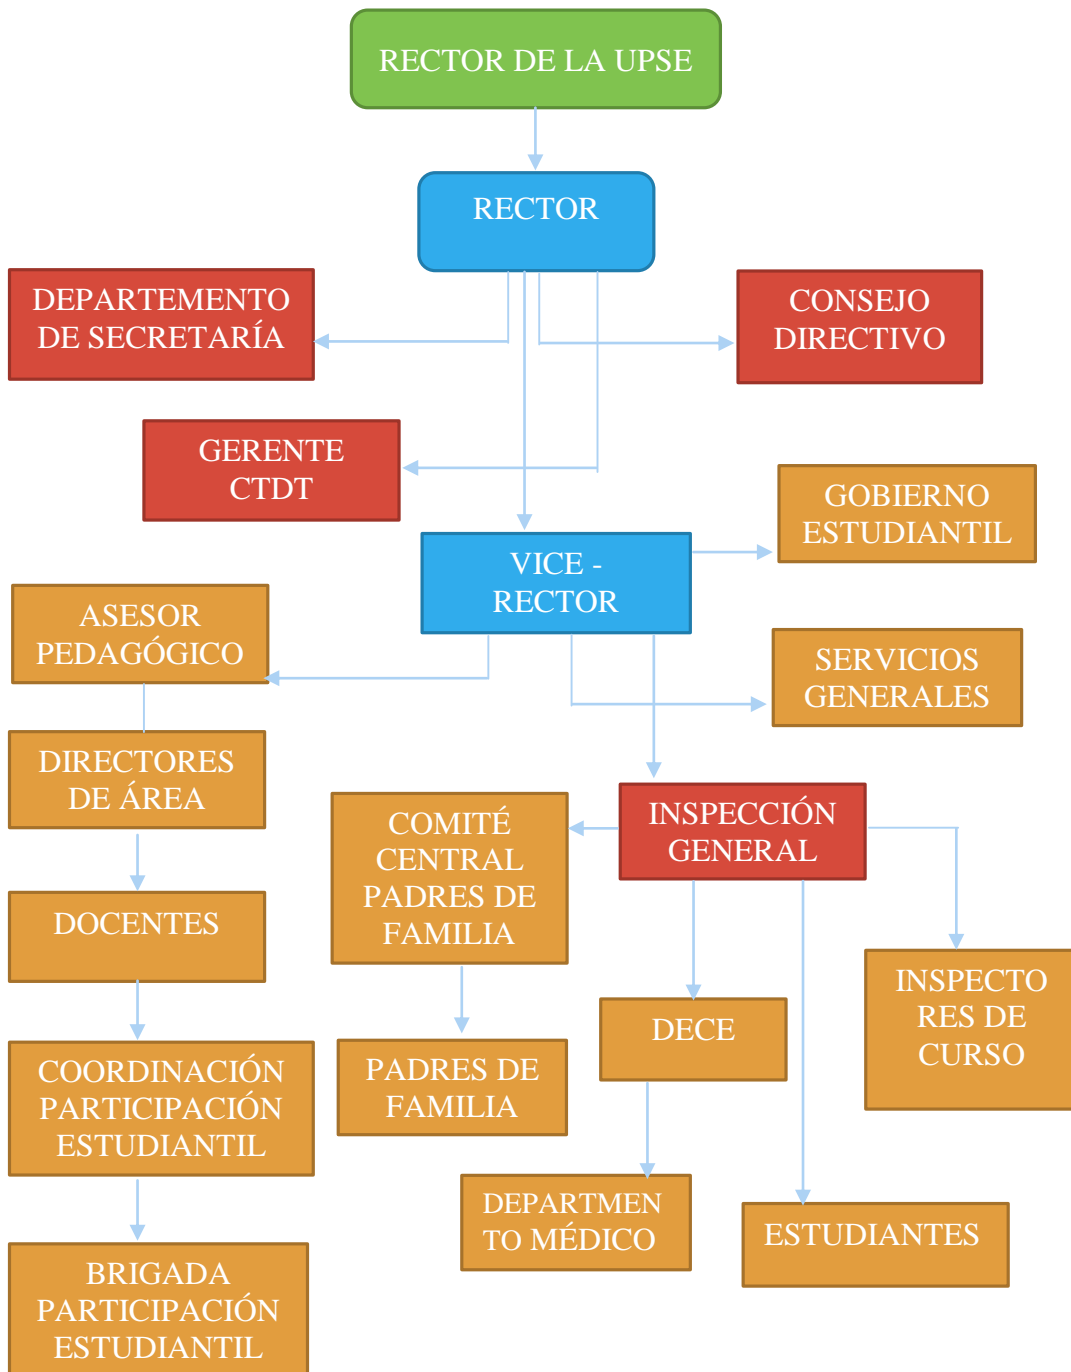 RECTOR DE LA UPSE
RECTOR
DEPARTEMENTO
DE SECRETARÍA
CONSEJO
DIRECTIVO
GERENTE
CTDT
GOBIERNO
ESTUDIANTIL
VICE -
RECTOR
ASESOR
PEDAGÓGICO
SERVICIOS
GENERALES
DIRECTORES
DE ÁREA
COMITÉ
CENTRAL
PADRES DE
FAMILIA
INSPECCIÓN
GENERAL
DOCENTES
INSPECTO
RES DE
CURSO
DECE
COORDINACIÓN
PARTICIPACIÓN
ESTUDIANTIL
PADRES DE
FAMILIA
DEPARTMEN
TO MÉDICO
ESTUDIANTES
BRIGADA
PARTICIPACIÓN
ESTUDIANTIL